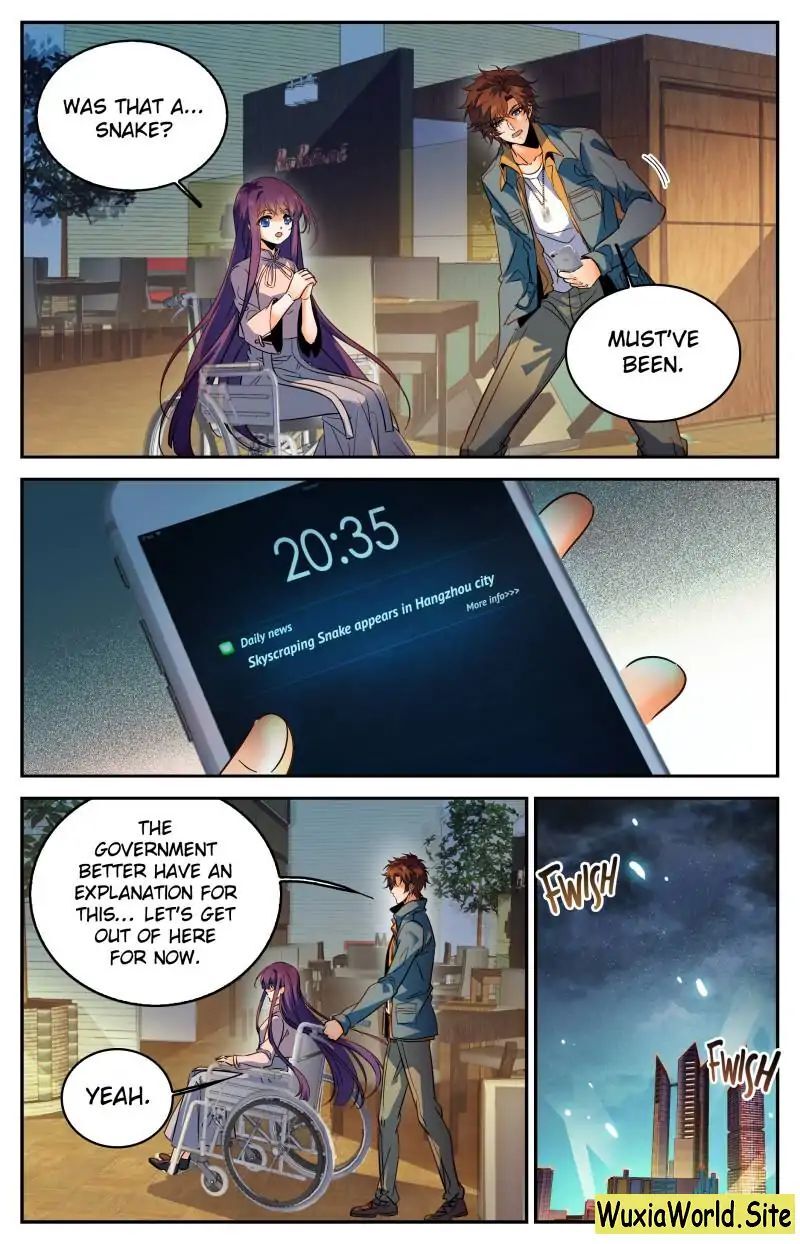 WAS THAT A...
SNAKE?
MUST'VE
BEEN.
20:35
Daily news
Skyscraping Snake appears in Hangzhou city
More info>>>
THE
GOVERNMENT
BETTER HAVE AN
EXPLANATION FOR
THIS... LET'S GET
OUT OF HERE
FOR NOW.
YEAH.
FWISH
FWISH
WuxiaWorld.Site